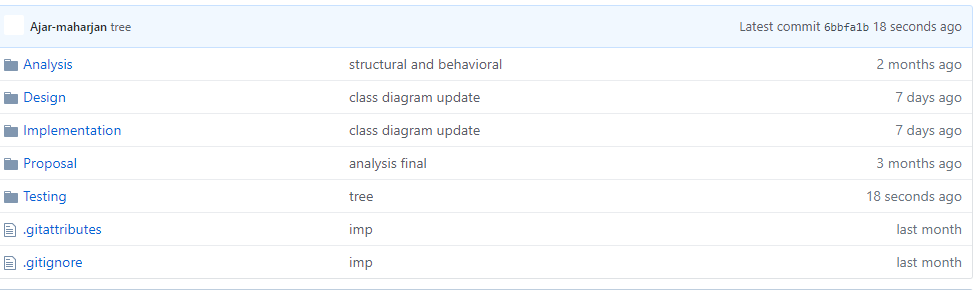 Ajar-maharjan tree Latest commit 6bbfa1b 18 seconds ago
Analysis structural and behavioral 2 months ago
Design class diagram update 7 days ago
Implementation class diagram update 7 days ago
Proposal analysis final 3 months ago
Testing tree 18 seconds ago
.gitattributes imp last month
.gitignore imp last month